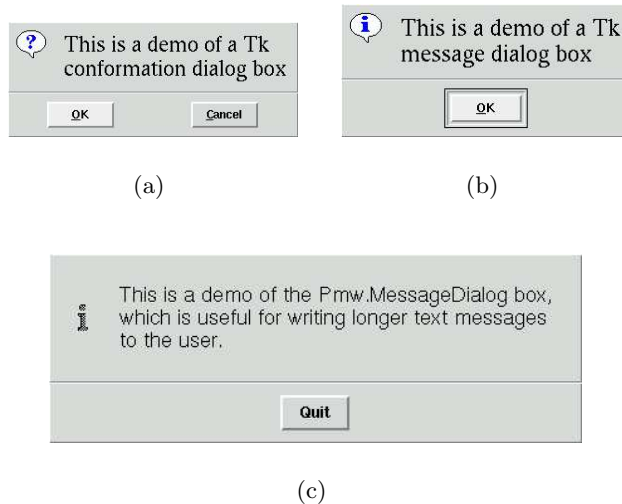 This is a demo of a Tk
conformation dialog box
OK
Cancel
(a)
This is a demo of a Tk
message dialog box
OK
(b)
This is a demo of the Pmw.MessageDialog box,
which is useful for writing longer text messages
to the user.
Quit
(c)